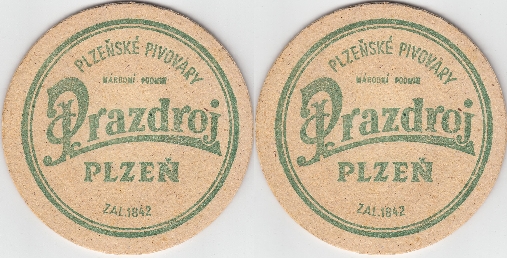 PLZEŇSKÉ PIVOVARY
NÁRODNÍ PODNIK
Prazdroj
PLZEŇ
ZAL.1842
PLZEŇSKÉ PIVOVARY
NÁRODNÍ PODNIK
Prazdroj
PLZEŇ
ZAL.1842